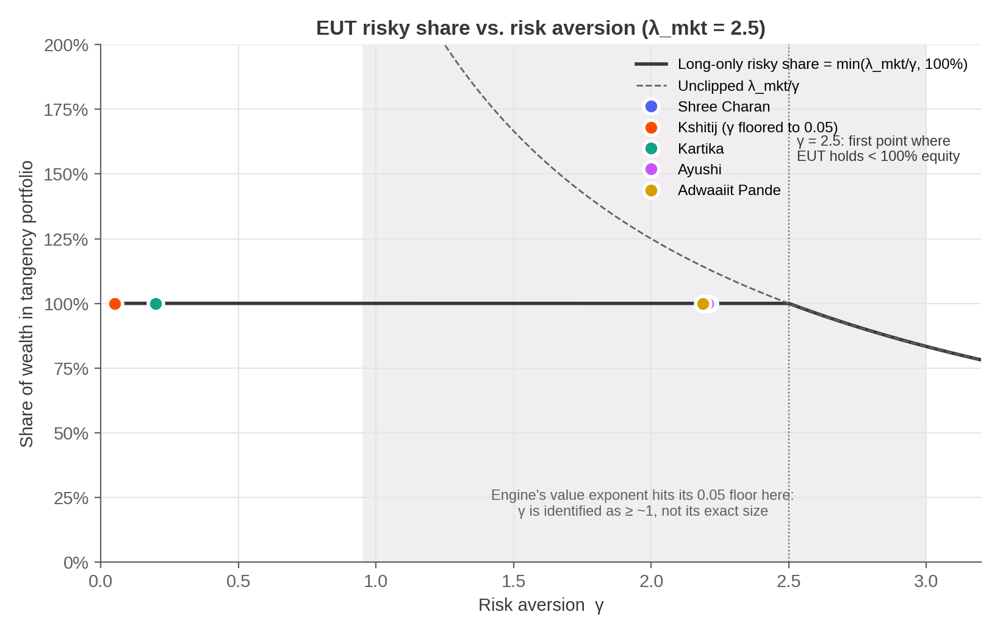 EUT risky share vs. risk aversion (λ_mkt = 2.5)
Share of wealth in tangency portfolio
200%
175%
150%
125%
100%
75%
50%
25%
0%
Long-only risky share = min(λ_mkt/γ, 100%)
Unclipped λ_mkt/γ
Shree Charan
Kshitij (γ floored to 0.05)
Kartika
Ayushi
Adwaaiit Pande
γ = 2.5: first point where
EUT holds < 100% equity
Engine's value exponent hits its 0.05 floor here:
γ is identified as ≥ ~1, not its exact size
0.0 0.5 1.0 1.5 2.0 2.5 3.0
Risk aversion γ